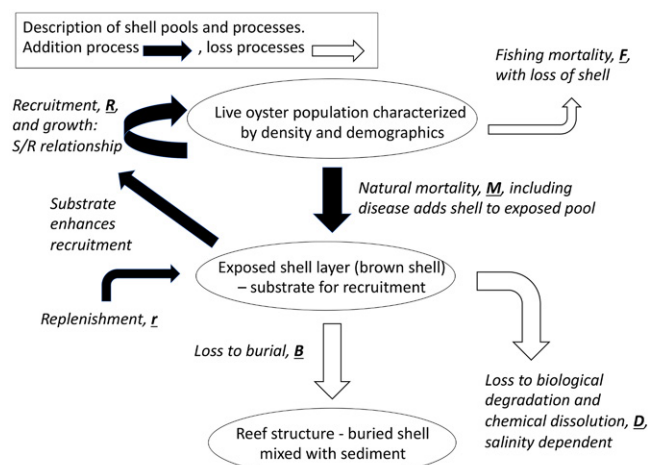 Description of shell pools and processes.
Addition process , loss processes
Fishing mortality, F,
with loss of shell
Recruitment, R,
and growth:
S/R relationship
Live oyster population characterized
by density and demographics
Natural mortality, M, including
disease adds shell to exposed pool
Substrate
enhances
recruitment
Exposed shell layer (brown shell)
– substrate for recruitment
Replenishment, r
Loss to burial, B
Loss to biological
degradation and
chemical dissolution, D,
salinity dependent
Reef structure - buried shell
mixed with sediment